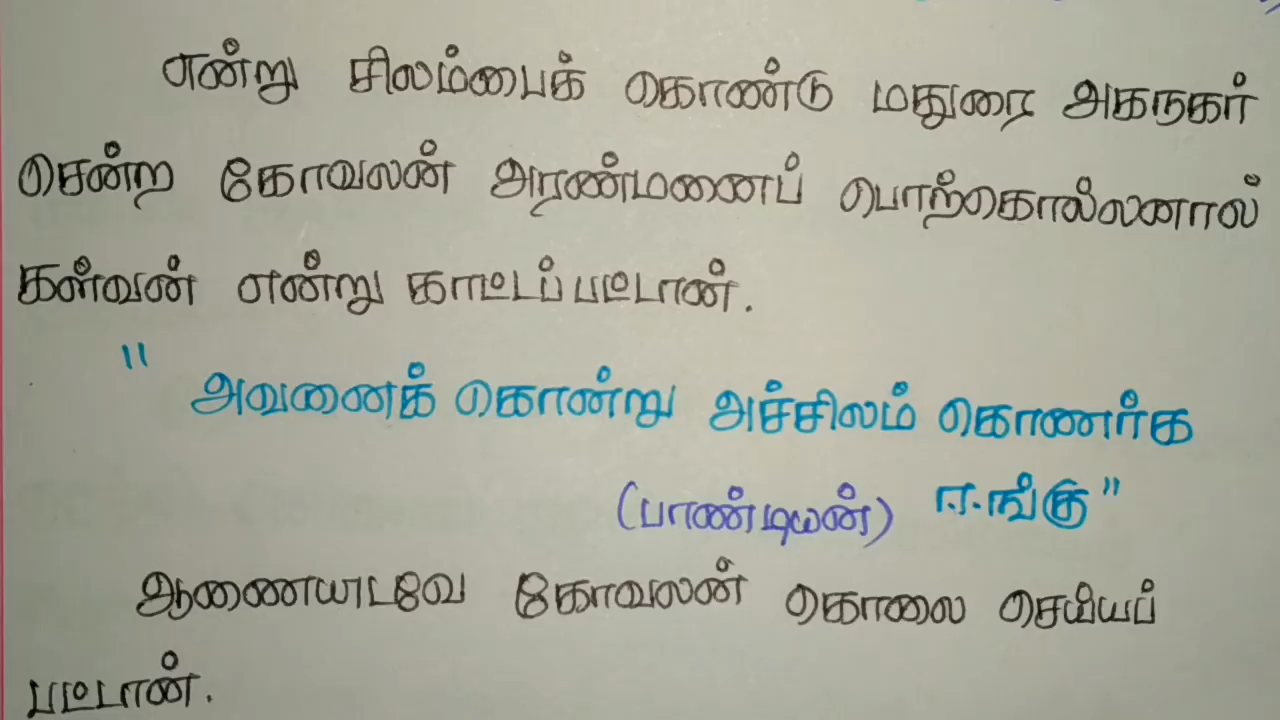 என்று சிலம்பைக் கொண்டு மதுரை அகநகர்
சென்ற கோவலன் அரண்மனைப் பொற்கொல்லனால்
கள்வன் என்று காட்டப்பட்டான்.
" அவனைக் கொன்று அச்சிலம் கொணர்க
(பாண்டியன்) ஈங்கு"
ஆணையிடவே கோவலன் கொலை செய்யப்
பட்டான்.